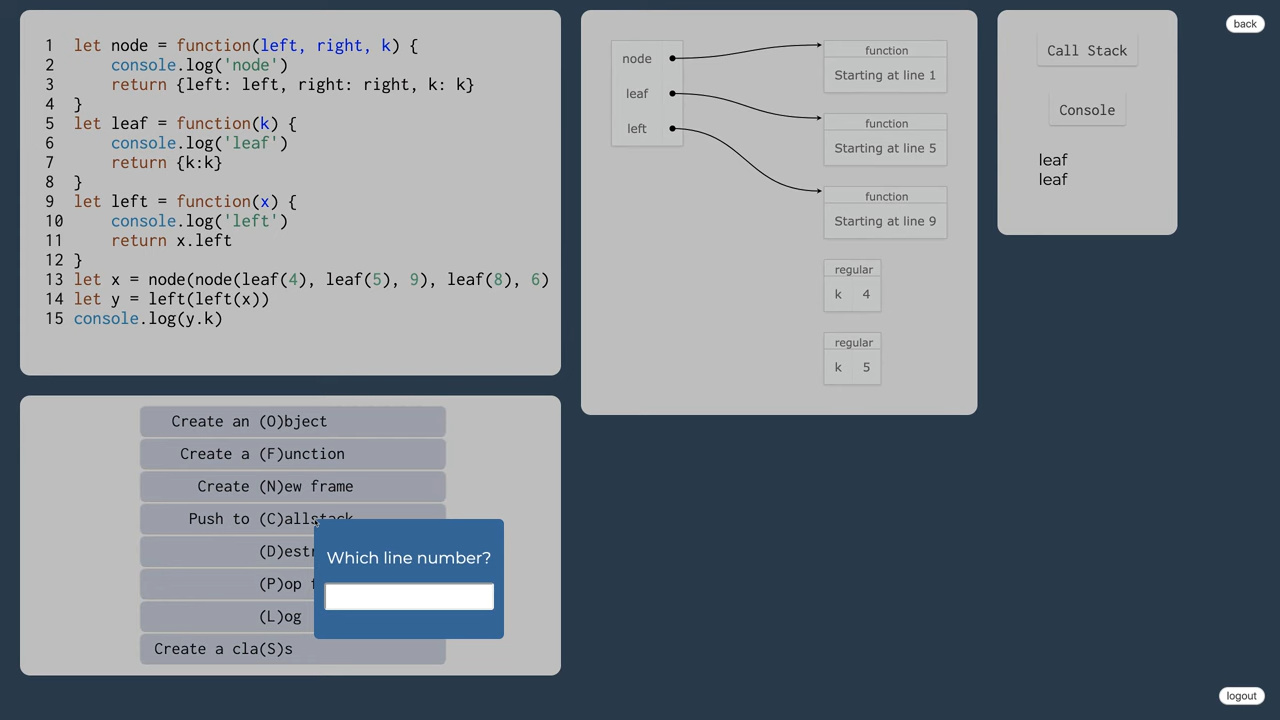 1 let node = function(left, right, k) {
2 console.log('node')
3 return {left: left, right: right, k: k}
4 }
5 let leaf = function(k) {
6 console.log('leaf')
7 return {k:k}
8 }
9 let left = function(x) {
10 console.log('left')
11 return x.left
12 }
13 let x = node(node(leaf(4), leaf(5), 9), leaf(8), 6)
14 let y = left(left(x))
15 console.log(y.k)
node
leaf
left
function
Starting at line 1
function
Starting at line 5
function
Starting at line 9
regular
k 4
regular
k 5
Call Stack
Console
leaf
leaf
back
Create an (O)bject
Create a (F)unction
Create (N)ew frame
Push to (C)allstack
(D)estr
(P)op
(L)og
Create a cla(S)s
Which line number?
logout